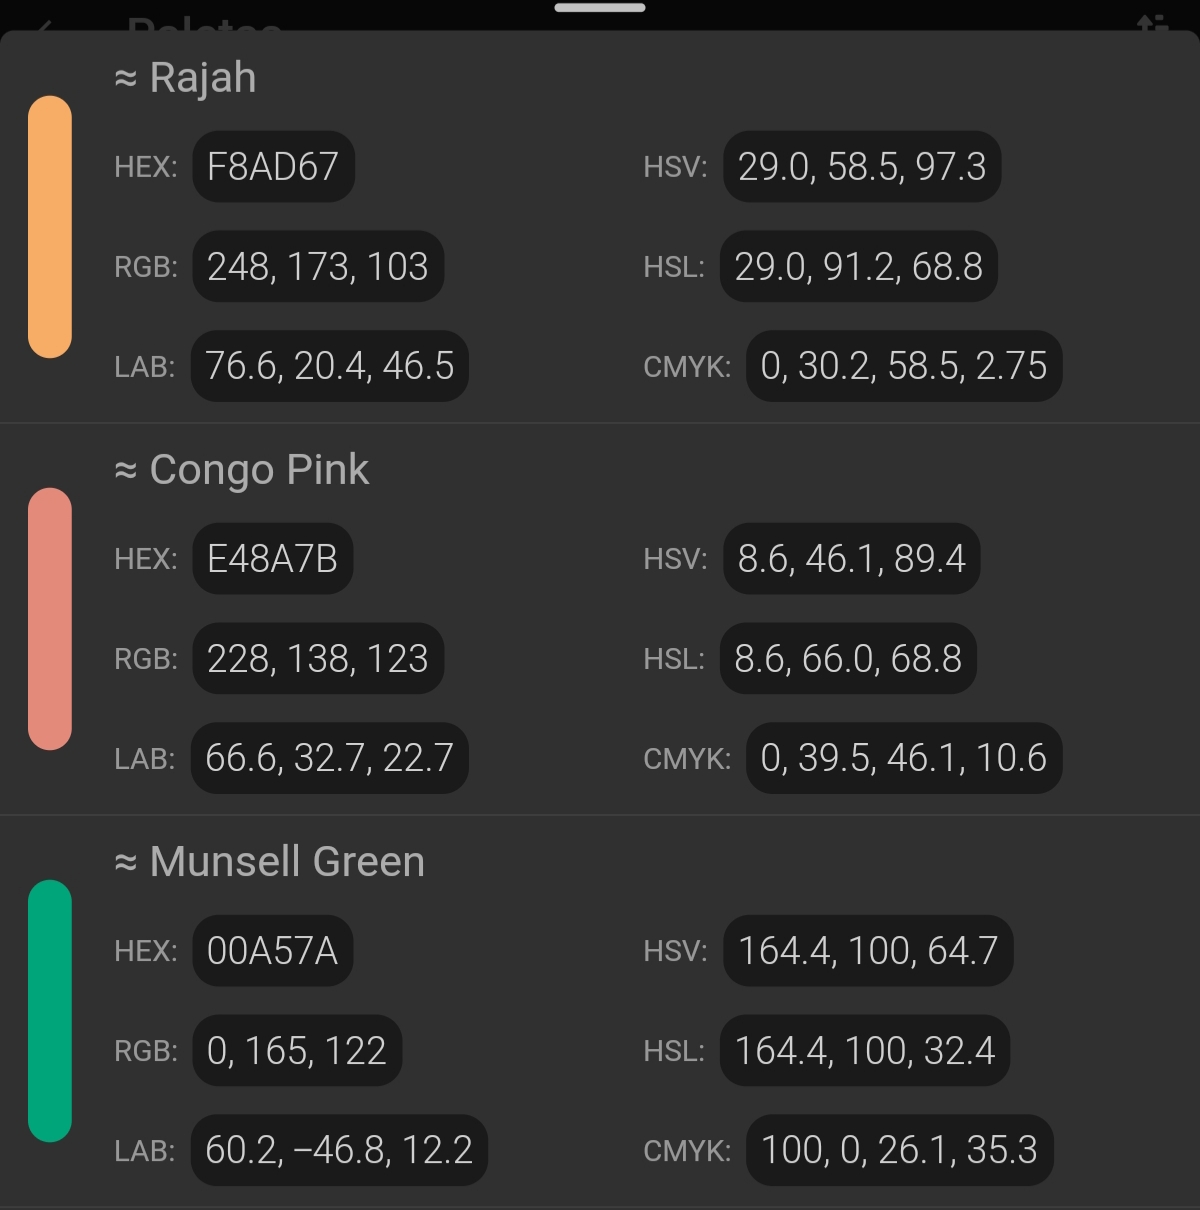 ≈ Rajah
HEX: F8AD67 HSV: 29.0, 58.5, 97.3
RGB: 248, 173, 103 HSL: 29.0, 91.2, 68.8
LAB: 76.6, 20.4, 46.5 CMYK: 0, 30.2, 58.5, 2.75
≈ Congo Pink
HEX: E48A7B HSV: 8.6, 46.1, 89.4
RGB: 228, 138, 123 HSL: 8.6, 66.0, 68.8
LAB: 66.6, 32.7, 22.7 CMYK: 0, 39.5, 46.1, 10.6
≈ Munsell Green
HEX: 00A57A HSV: 164.4, 100, 64.7
RGB: 0, 165, 122 HSL: 164.4, 100, 32.4
LAB: 60.2, –46.8, 12.2 CMYK: 100, 0, 26.1, 35.3